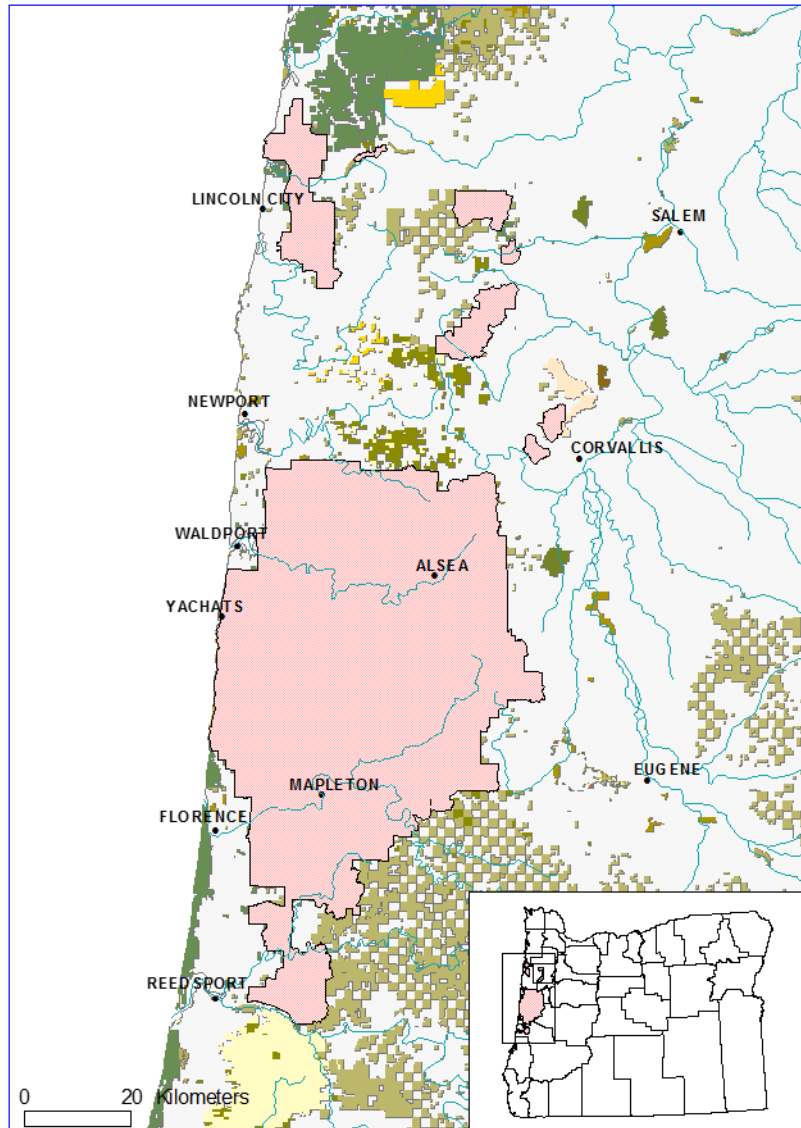 LINCOLN CITY
SALEM
NEWPORT
CORVALLIS
WALDPORT
ALSEA
YACHATS
EUGENE
MAPLETON
FLORENCE
REEDSPORT
0 20 Kilometers